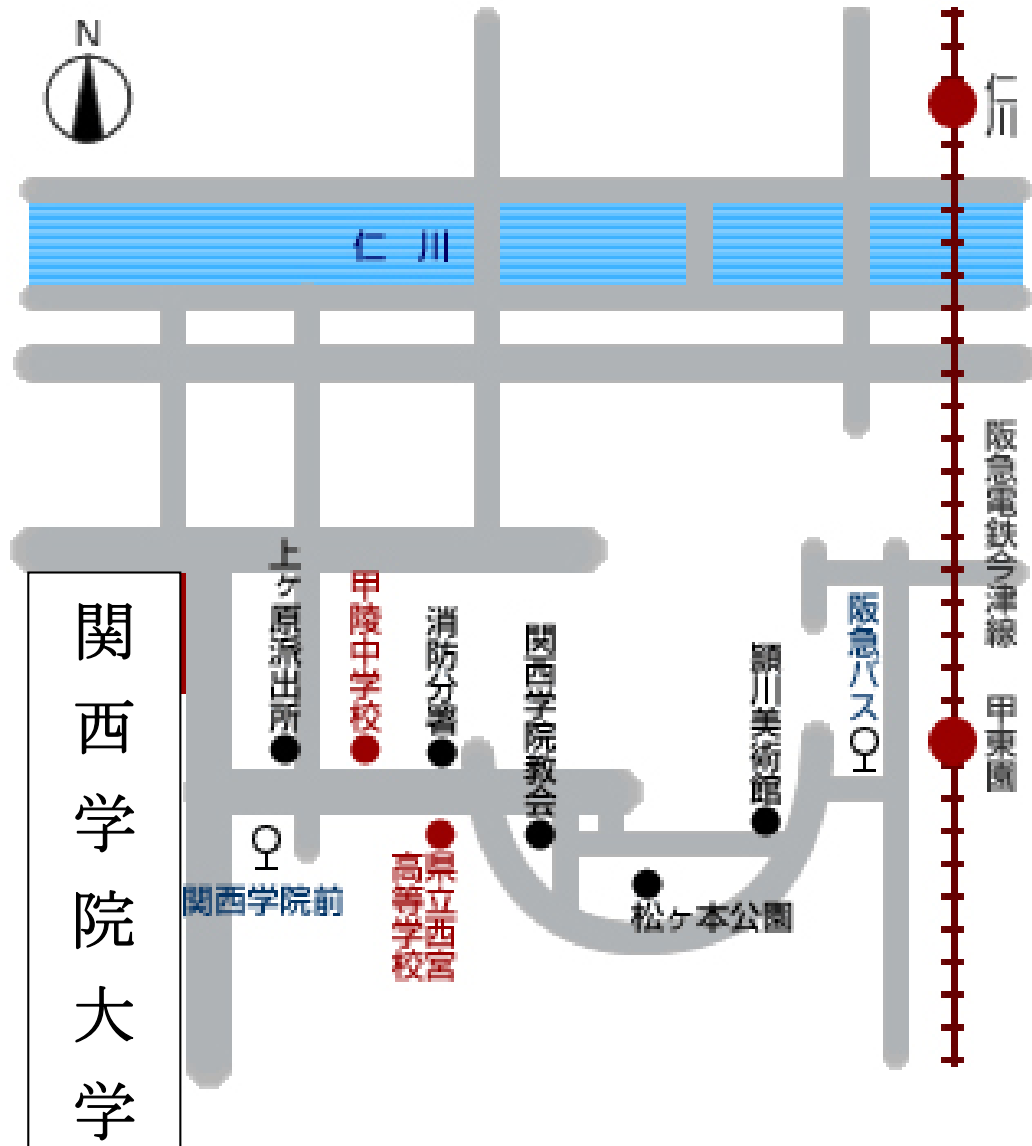 N
仁川
仁 川
阪急電鉄今津線
甲東園
上ヶ原派出所
甲陵中学校
消防分署
関西学院教会
頴川美術館
阪急バス
関西学院大学
関西学院前
県立西宮
高等学校
松ヶ本公園